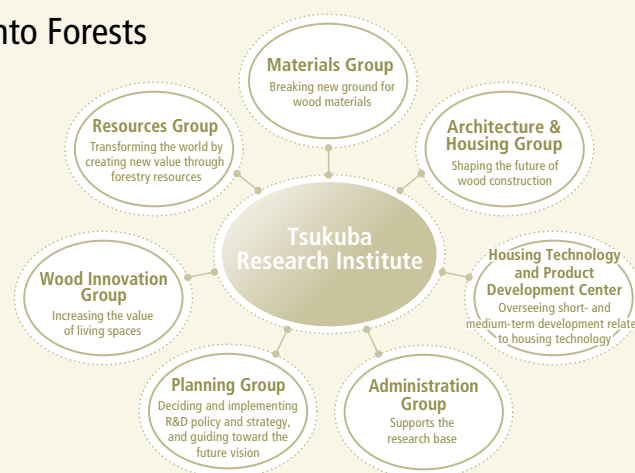 nto Forests
Materials Group
Breaking new ground for
wood materials
Resources Group
Transforming the world by
creating new value through
forestry resources
Architecture &
Housing Group
Shaping the future of
wood construction
Tsukuba
Research Institute
Wood Innovation
Group
Increasing the value
of living spaces
Housing Technology
and Product
Development Center
Overseeing short- and
medium-term development relate
to housing technology
Planning Group
Deciding and implementing
R&D policy and strategy,
and guiding toward the
future vision
Administration
Group
Supports the
research base